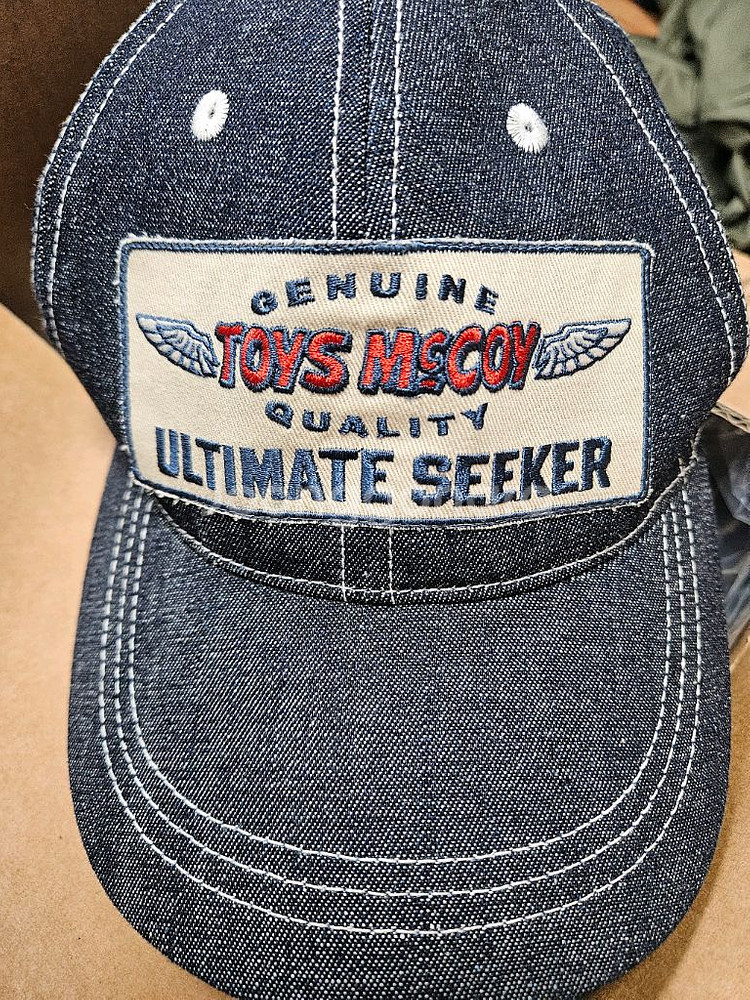 GENUINE
TOYS McCOY
QUALITY
ULTIMATE SEEKER